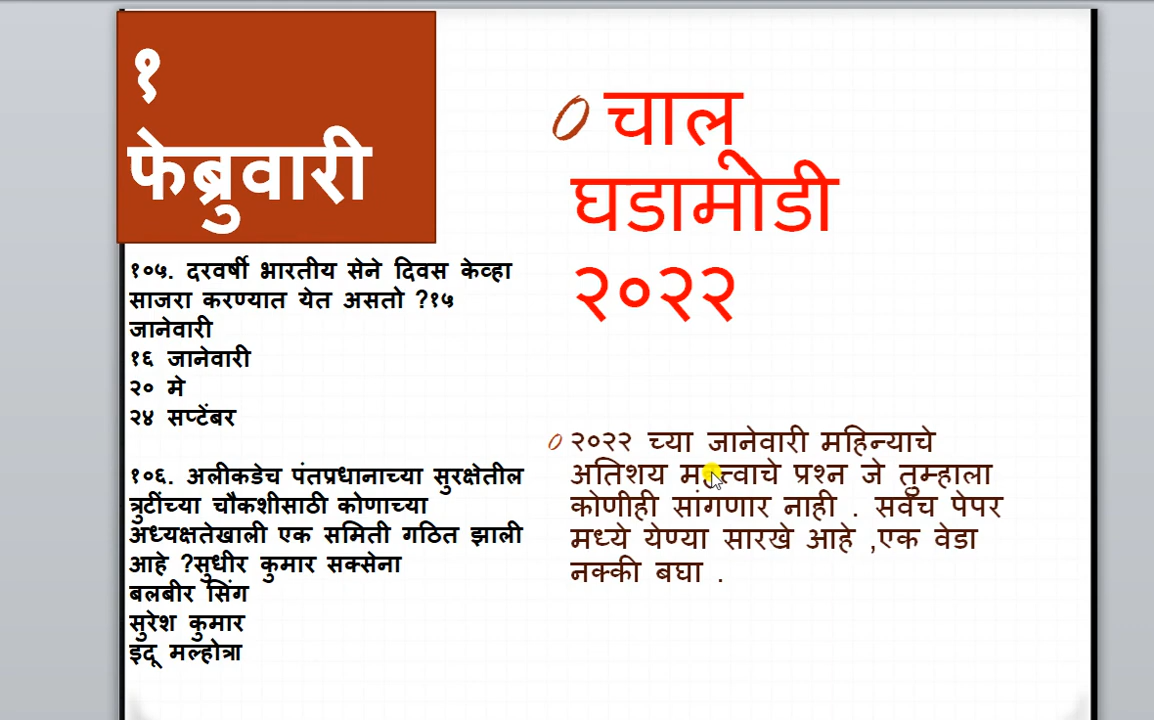 १
फेब्रुवारी
१०५. दरवर्षी भारतीय सेने दिवस केव्हा
साजरा करण्यात येत असतो ?१५
जानेवारी
१६ जानेवारी
२० मे
२४ सप्टेंबर
१०६. अलीकडेच पंतप्रधानाच्या सुरक्षेतील
त्रुटींच्या चौकशीसाठी कोणाच्या
अध्यक्षतेखाली एक समिती गठित झाली
आहे ?सुधीर कुमार सक्सेना
बलबीर सिंग
सुरेश कुमार
इंदू मल्होत्रा
चालू
घडामोडी
२०२२
२०२२ च्या जानेवारी महिन्याचे
अतिशय महत्त्वाचे प्रश्न जे तुम्हाला
कोणीही सांगणार नाही . सर्वच पेपर
मध्ये येण्या सारखे आहे ,एक वेडा
नक्की बघा .